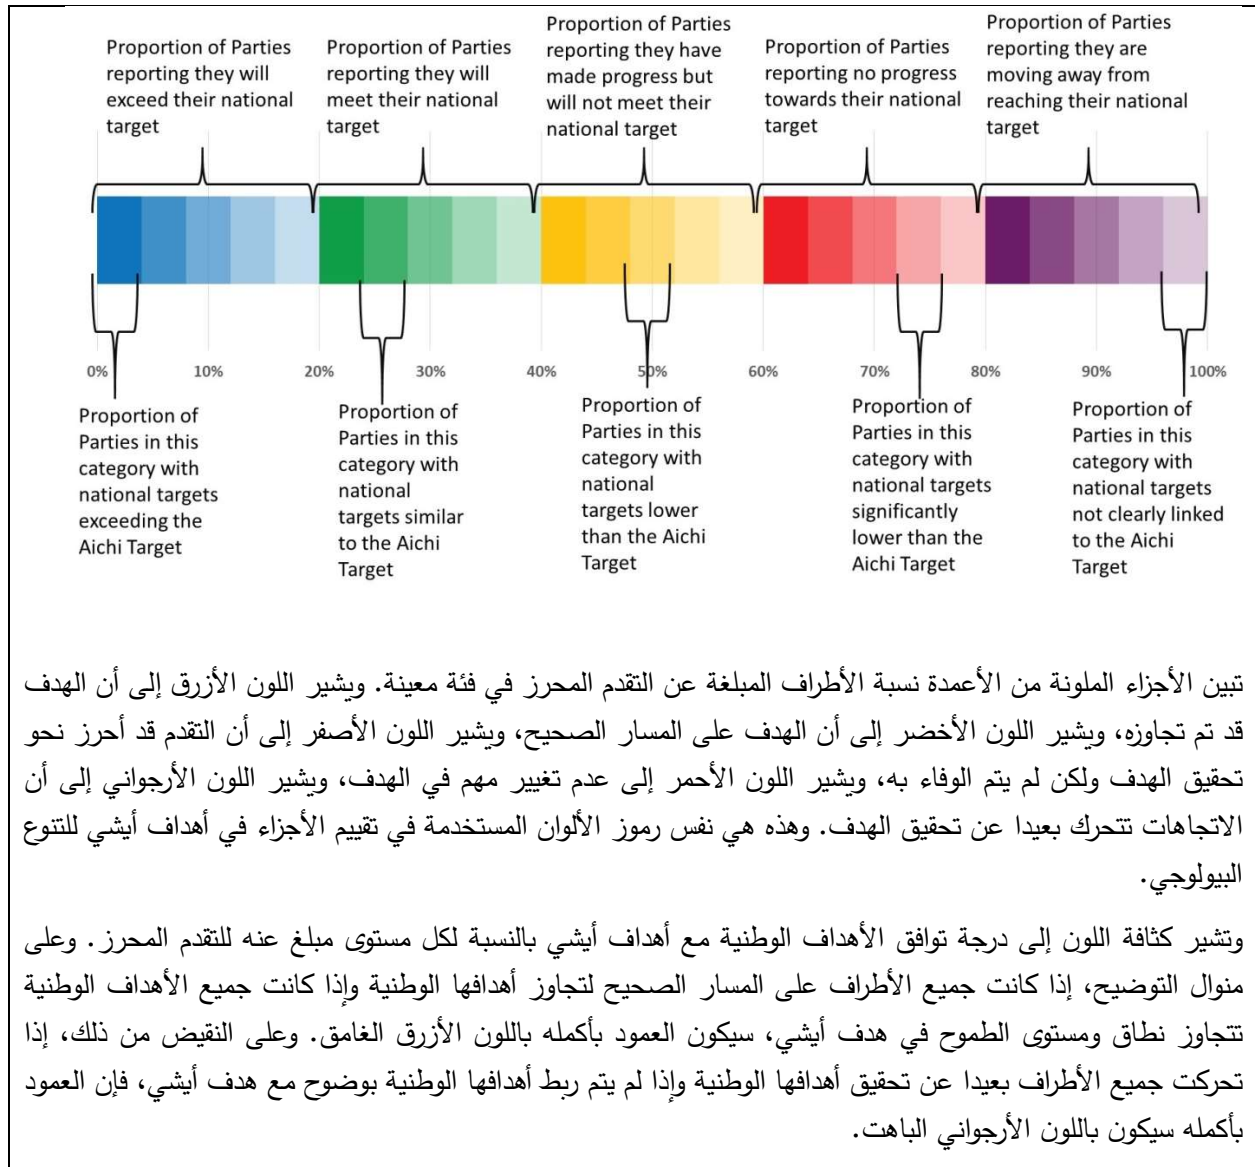 Proportion of Parties
reporting they will
exceed their national
target
Proportion of Parties
reporting they will
meet their national
target
Proportion of Parties
reporting they have
made progress but
will not meet their
national target
Proportion of Parties
reporting no progress
towards their national
target
Proportion of Parties
reporting they are
moving away from
reaching their national
target
0% 10% 20% 30% 40% 50% 60% 70% 80% 90% 100%
Proportion of
Parties in this
category with
national targets
exceeding the
Aichi Target
Proportion of
Parties in this
category with
national
targets similar
to the Aichi
Target
Proportion of
Parties in this
category with
national
targets lower
than the Aichi
Target
Proportion of
Parties in this
category with
national targets
significantly
lower than the
Aichi Target
Proportion of
Parties in this
category with
national targets
not clearly linked
to the Aichi
Target
تبين الأجزاء الملونة من الأعمدة نسبة الأطراف المبلغة عن التقدم المحرز في فئة معينة. ويشير اللون الأزرق إلى أن الهدف
قد تم تجاوزه، ويشير اللون الأخضر إلى أن الهدف على المسار الصحيح، ويشير اللون الأصفر إلى أن التقدم قد أحرز نحو
تحقيق الهدف ولكن لم يتم الوفاء به، ويشير اللون الأحمر إلى عدم تغيير مهم في الهدف، ويشير اللون الأرجواني إلى أن
الاتجاهات تتحرك بعيدا عن تحقيق الهدف. وهذه هي نفس رموز الألوان المستخدمة في تقييم الأجزاء في أهداف أيشي للتنوع
البيولوجي.
وتشير كثافة اللون إلى درجة توافق الأهداف الوطنية مع أهداف أيشي بالنسبة لكل مستوى مبلغ عنه للتقدم المحرز. وعلى
منوال التوضيح، إذا كانت جميع الأطراف على المسار الصحيح لتجاوز أهدافها الوطنية وإذا كانت جميع الأهداف الوطنية
تتجاوز نطاق ومستوى الطموح في هدف أيشي، سيكون العمود بأكمله باللون الأزرق الغامق. وعلى النقيض من ذلك، إذا
تحركت جميع الأطراف بعيدا عن تحقيق أهدافها الوطنية وإذا لم يتم ربط أهدافها الوطنية بوضوح مع هدف أيشي، فإن العمود
بأكمله سيكون باللون الأرجواني الباهت.